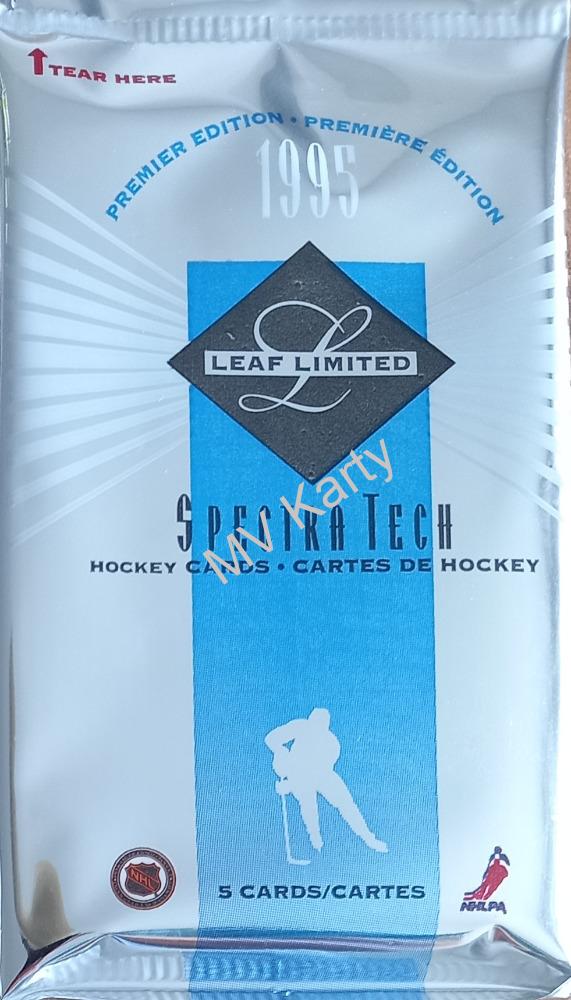 TEAR HERE
PREMIER EDITION • PREMIÈRE ÉDITION
1995
L
LEAF LIMITED
SPECTRA TECH
HOCKEY CARDS • CARTES DE HOCKEY
MV Karty
NHL
5 CARDS/CARTES
NHLPA